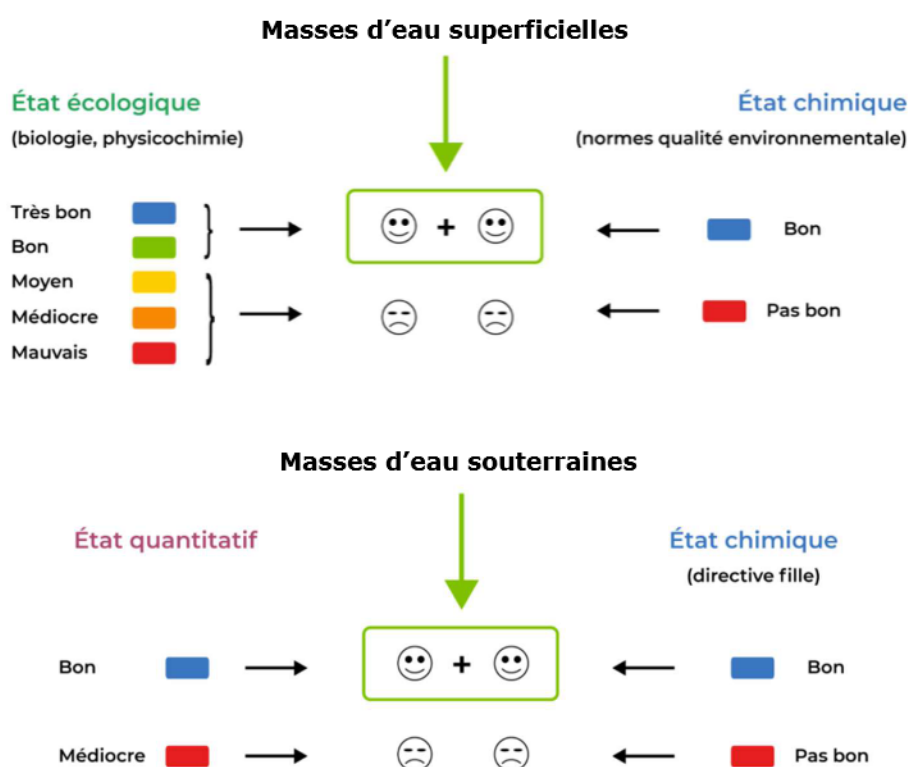 Masses d’eau superficielles
État écologique
(biologie, physicochimie)
État chimique
(normes qualité environnementale)
Très bon
Bon
Moyen
Médiocre
Mauvais
+
Bon
Pas bon
Masses d’eau souterraines
État quantitatif
État chimique
(directive fille)
Bon
Médiocre
+
Bon
Pas bon